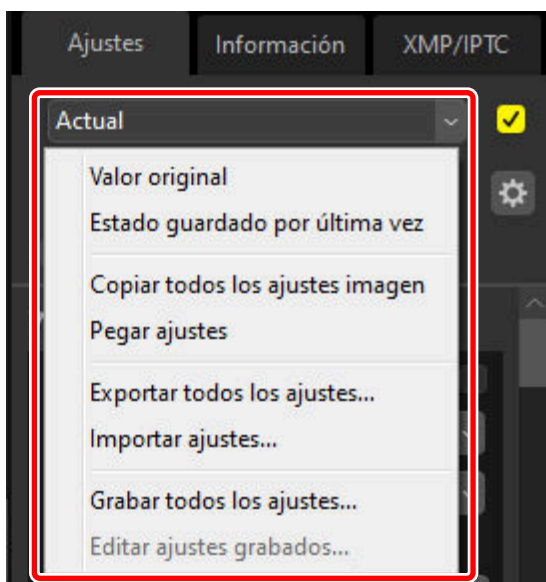 Ajustes Información XMP/IPTC
Actual
Valor original
Estado guardado por última vez
Copiar todos los ajustes imagen
Pegar ajustes
Exportar todos los ajustes...
Importar ajustes...
Grabar todos los ajustes...
Editar ajustes grabados...